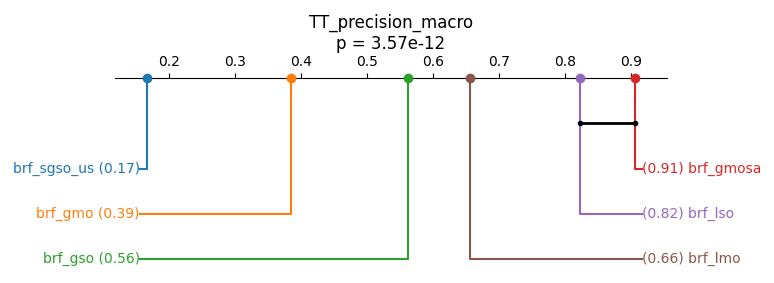 TT_precision_macro
p = 3.57e-12
0.2 0.3 0.4 0.5 0.6 0.7 0.8 0.9
brf_sgso_us (0.17) (0.91) brf_gmosa
brf_gmo (0.39) (0.82) brf_lso
brf_gso (0.56) (0.66) brf_lmo